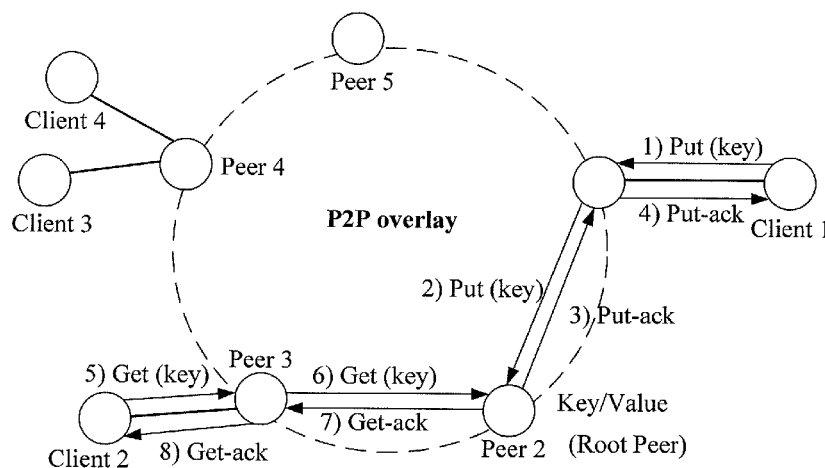 Peer 5
Client 4
Peer 4
Client 3
1) Put (key)
4) Put-ack
Client 1
P2P overlay
2) Put (key)
3) Put-ack
Peer 3
5) Get (key)
6) Get (key)
7) Get-ack
8) Get-ack
Client 2
Peer 2
Key/Value
(Root Peer)